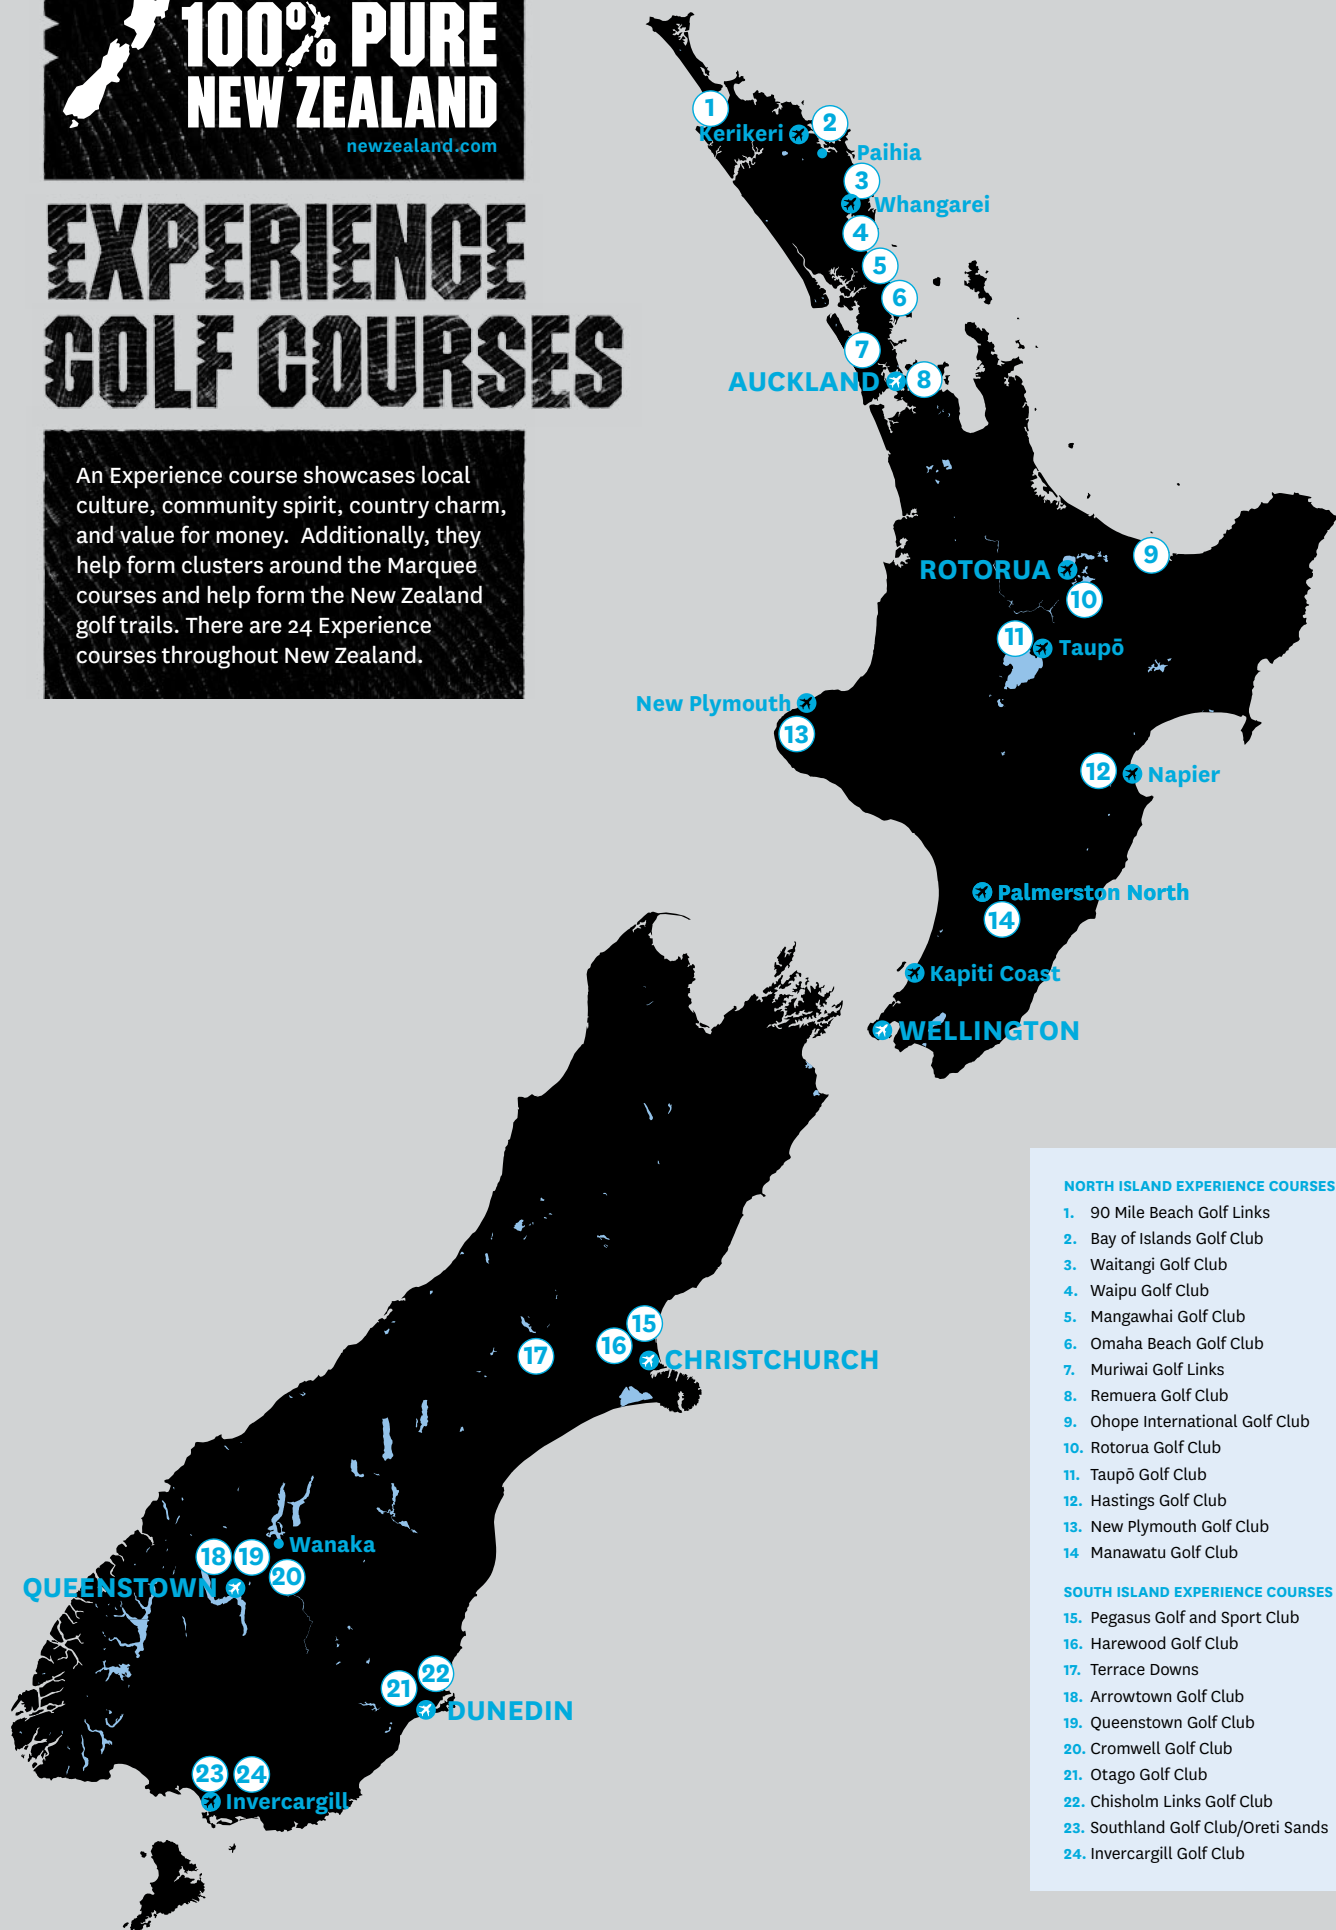 100% PURE
NEW ZEALAND
newzealand.com
EXPERIENCE
GOLF COURSES
An Experience course showcases local
culture, community spirit, country charm,
and value for money.  Additionally, they
help form clusters around the Marquee
courses and help form the New Zealand
golf trails. There are 24 Experience
courses throughout New Zealand.
1
2
Kerikeri
Paihia
3
Whangarei
4
5
6
7
AUCKLAND
8
9
ROTORUA
10
11
Taupō
New Plymouth
13
12
Napier
Palmerston North
14
Kapiti Coast
WELLINGTON
15
16
17
CHRISTCHURCH
Wanaka
18
19
20
QUEENSTOWN
22
21
DUNEDIN
23
24
Invercargill
NORTH ISLAND EXPERIENCE COURSES
1. 90 Mile Beach Golf Links
2. Bay of Islands Golf Club
3. Waitangi Golf Club
4. Waipu Golf Club
5. Mangawhai Golf Club
6. Omaha Beach Golf Club
7. Muriwai Golf Links
8. Remuera Golf Club
9. Ohope International Golf Club
10. Rotorua Golf Club
11. Taupō Golf Club
12. Hastings Golf Club
13. New Plymouth Golf Club
14 Manawatu Golf Club
SOUTH ISLAND EXPERIENCE COURSES
15. Pegasus Golf and Sport Club
16. Harewood Golf Club
17. Terrace Downs
18. Arrowtown Golf Club
19. Queenstown Golf Club
20. Cromwell Golf Club
21. Otago Golf Club
22. Chisholm Links Golf Club
23. Southland Golf Club/Oreti Sands
24. Invercargill Golf Club